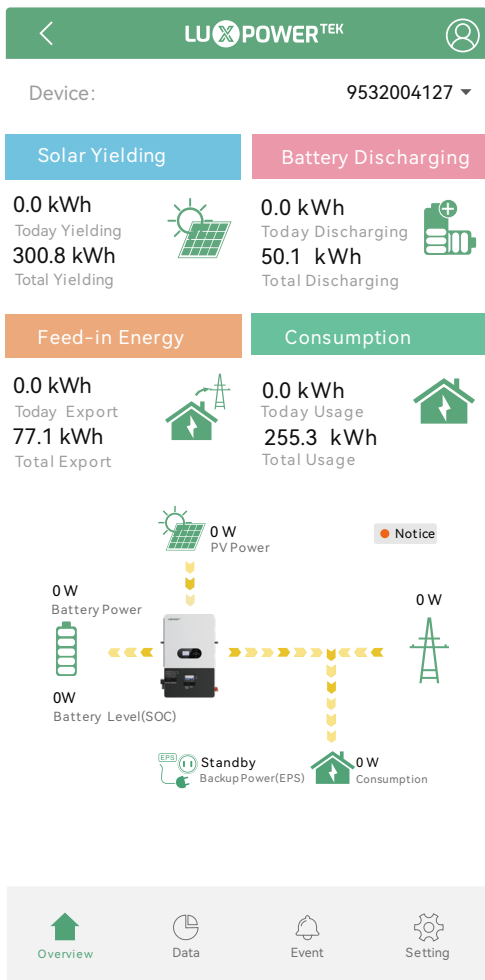 LUXPOWERTEK
Device:
9532004127
Solar Yielding
Battery Discharging
0.0 kWh
Today Yielding
300.8 kWh
Total Yielding
0.0 kWh
Today Discharging
50.1 kWh
Total Discharging
Feed-in Energy
Consumption
0.0 kWh
Today Export
77.1 kWh
Total Export
0.0 kWh
Today Usage
255.3 kWh
Total Usage
0 W
PV Power
Notice
0 W
Battery Power
0 W
0W
Battery Level(SOC)
EPS
Standby
Backup Power(EPS)
0 W
Consumption
Overview
Data
Event
Setting